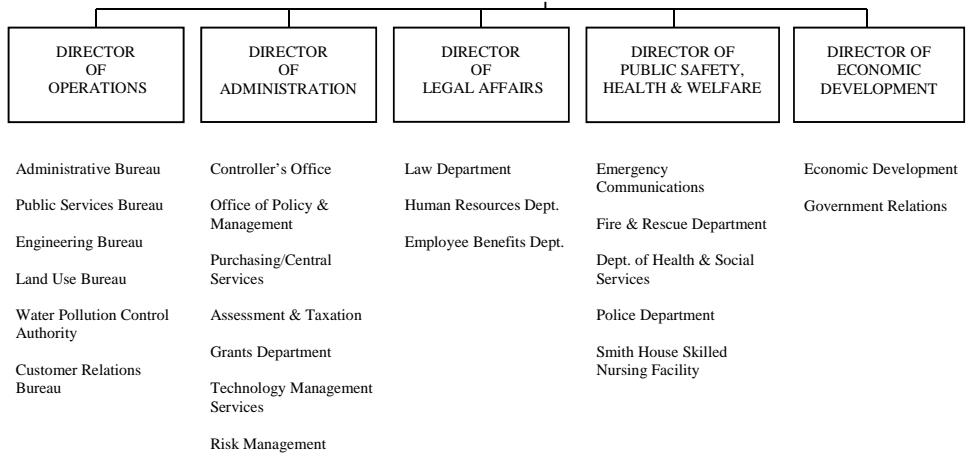 DIRECTOR
OF
OPERATIONS
Administrative Bureau
Public Services Bureau
Engineering Bureau
Land Use Bureau
Water Pollution Control
Authority
Customer Relations
Bureau
DIRECTOR
OF
ADMINISTRATION
Controller's Office
Office of Policy &
Management
Purchasing/Central
Services
Assessment & Taxation
Grants Department
Technology Management
Services
Risk Management
DIRECTOR
OF
LEGAL AFFAIRS
Law Department
Human Resources Dept.
Employee Benefits Dept.
DIRECTOR OF
PUBLIC SAFETY,
HEALTH & WELFARE
Emergency
Communications
Fire & Rescue Department
Dept. of Health & Social
Services
Police Department
Smith House Skilled
Nursing Facility
DIRECTOR OF
ECONOMIC
DEVELOPMENT
Economic Development
Government Relations